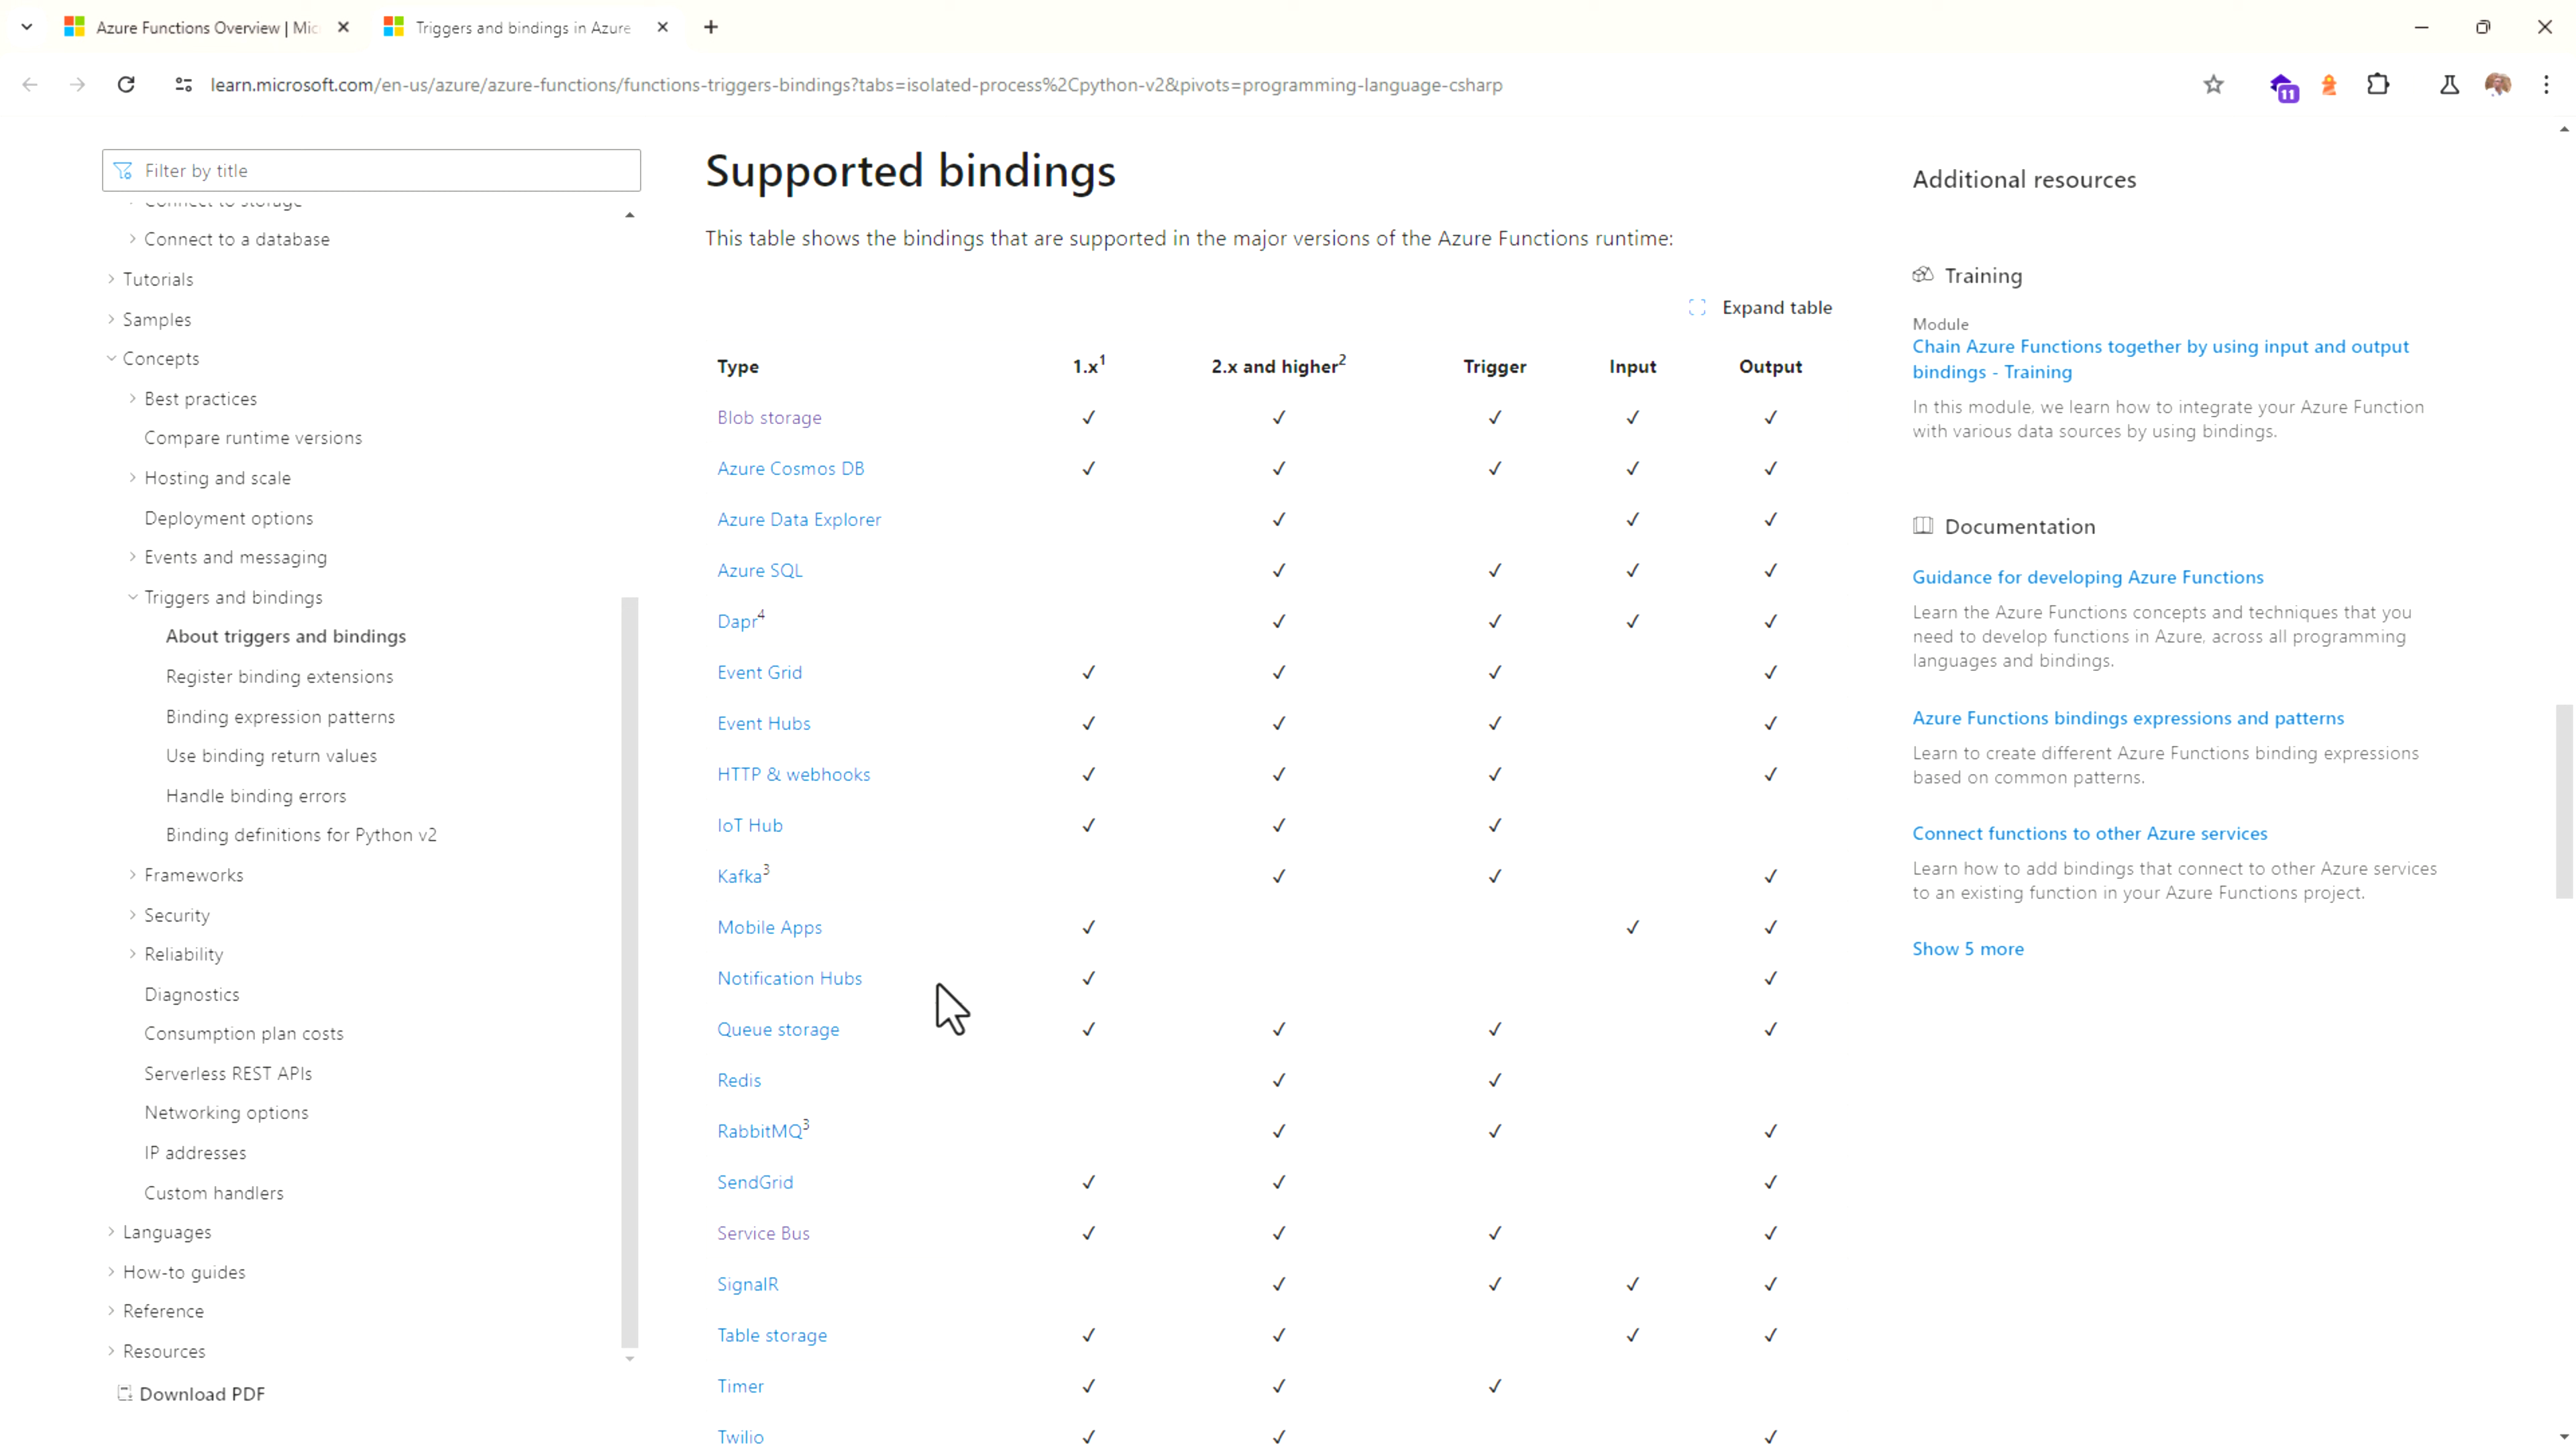 Azure Functions Overview | Mic
Triggers and bindings in Azure
learn.microsoft.com/en-us/azure/azure-functions/functions-triggers-bindings?tabs=isolated-process%2Cpython-v2&pivots=programming-language-csharp
11
Filter by title
Connect to storage
Connect to a database
Tutorials
Samples
Concepts
Best practices
Compare runtime versions
Hosting and scale
Deployment options
Events and messaging
Triggers and bindings
About triggers and bindings
Register binding extensions
Binding expression patterns
Use binding return values
Handle binding errors
Binding definitions for Python v2
Frameworks
Security
Reliability
Diagnostics
Consumption plan costs
Serverless REST APIs
Networking options
IP addresses
Custom handlers
Languages
How-to guides
Reference
Resources
Download PDF
Supported bindings
This table shows the bindings that are supported in the major versions of the Azure Functions runtime:
Expand table
Type 1.x¹ 2.x and higher² Trigger Input Output
Blob storage ✓ ✓ ✓ ✓ ✓
Azure Cosmos DB ✓ ✓ ✓ ✓ ✓
Azure Data Explorer ✓ ✓ ✓
Azure SQL ✓ ✓ ✓ ✓
Dapr⁴ ✓ ✓ ✓ ✓
Event Grid ✓ ✓ ✓ ✓
Event Hubs ✓ ✓ ✓ ✓
HTTP & webhooks ✓ ✓ ✓ ✓
IoT Hub ✓ ✓ ✓
Kafka³ ✓ ✓ ✓
Mobile Apps ✓ ✓ ✓
Notification Hubs ✓ ✓
Queue storage ✓ ✓ ✓ ✓
Redis ✓ ✓
RabbitMQ³ ✓ ✓ ✓
SendGrid ✓ ✓ ✓
Service Bus ✓ ✓ ✓ ✓
SignalR ✓ ✓ ✓ ✓
Table storage ✓ ✓ ✓ ✓
Timer ✓ ✓ ✓
Twilio ✓ ✓ ✓
Additional resources
Training
Module
Chain Azure Functions together by using input and output
bindings - Training
In this module, we learn how to integrate your Azure Function
with various data sources by using bindings.
Documentation
Guidance for developing Azure Functions
Learn the Azure Functions concepts and techniques that you
need to develop functions in Azure, across all programming
languages and bindings.
Azure Functions bindings expressions and patterns
Learn to create different Azure Functions binding expressions
based on common patterns.
Connect functions to other Azure services
Learn how to add bindings that connect to other Azure services
to an existing function in your Azure Functions project.
Show 5 more